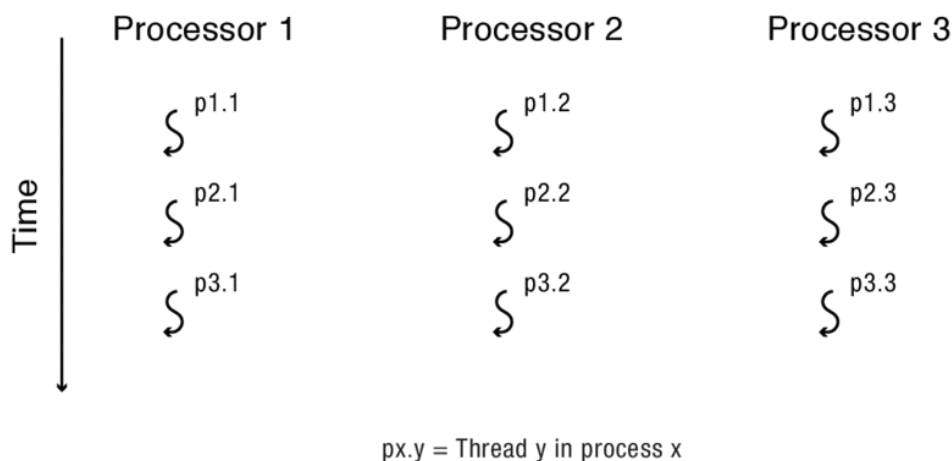 Processor 1 Processor 2 Processor 3
p1.1 p1.2 p1.3
p2.1 p2.2 p2.3
Time
p3.1 p3.2 p3.3
px.y = Thread y in process x